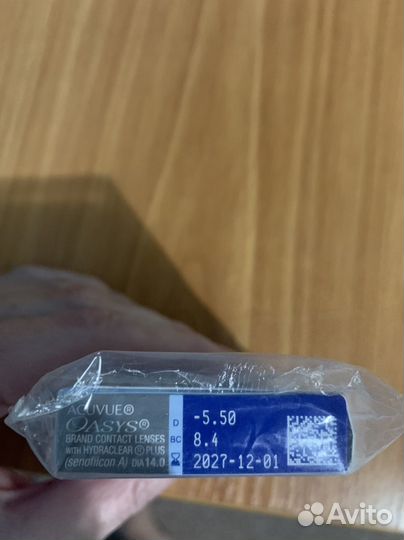 ACUVUE®
OASYS®
BRAND CONTACT LENSES
WITH HYDRACLEAR® PLUS
(senofilcon A) DIA14.0
D -5.50
BC 8.4
2027-12-01
Avito